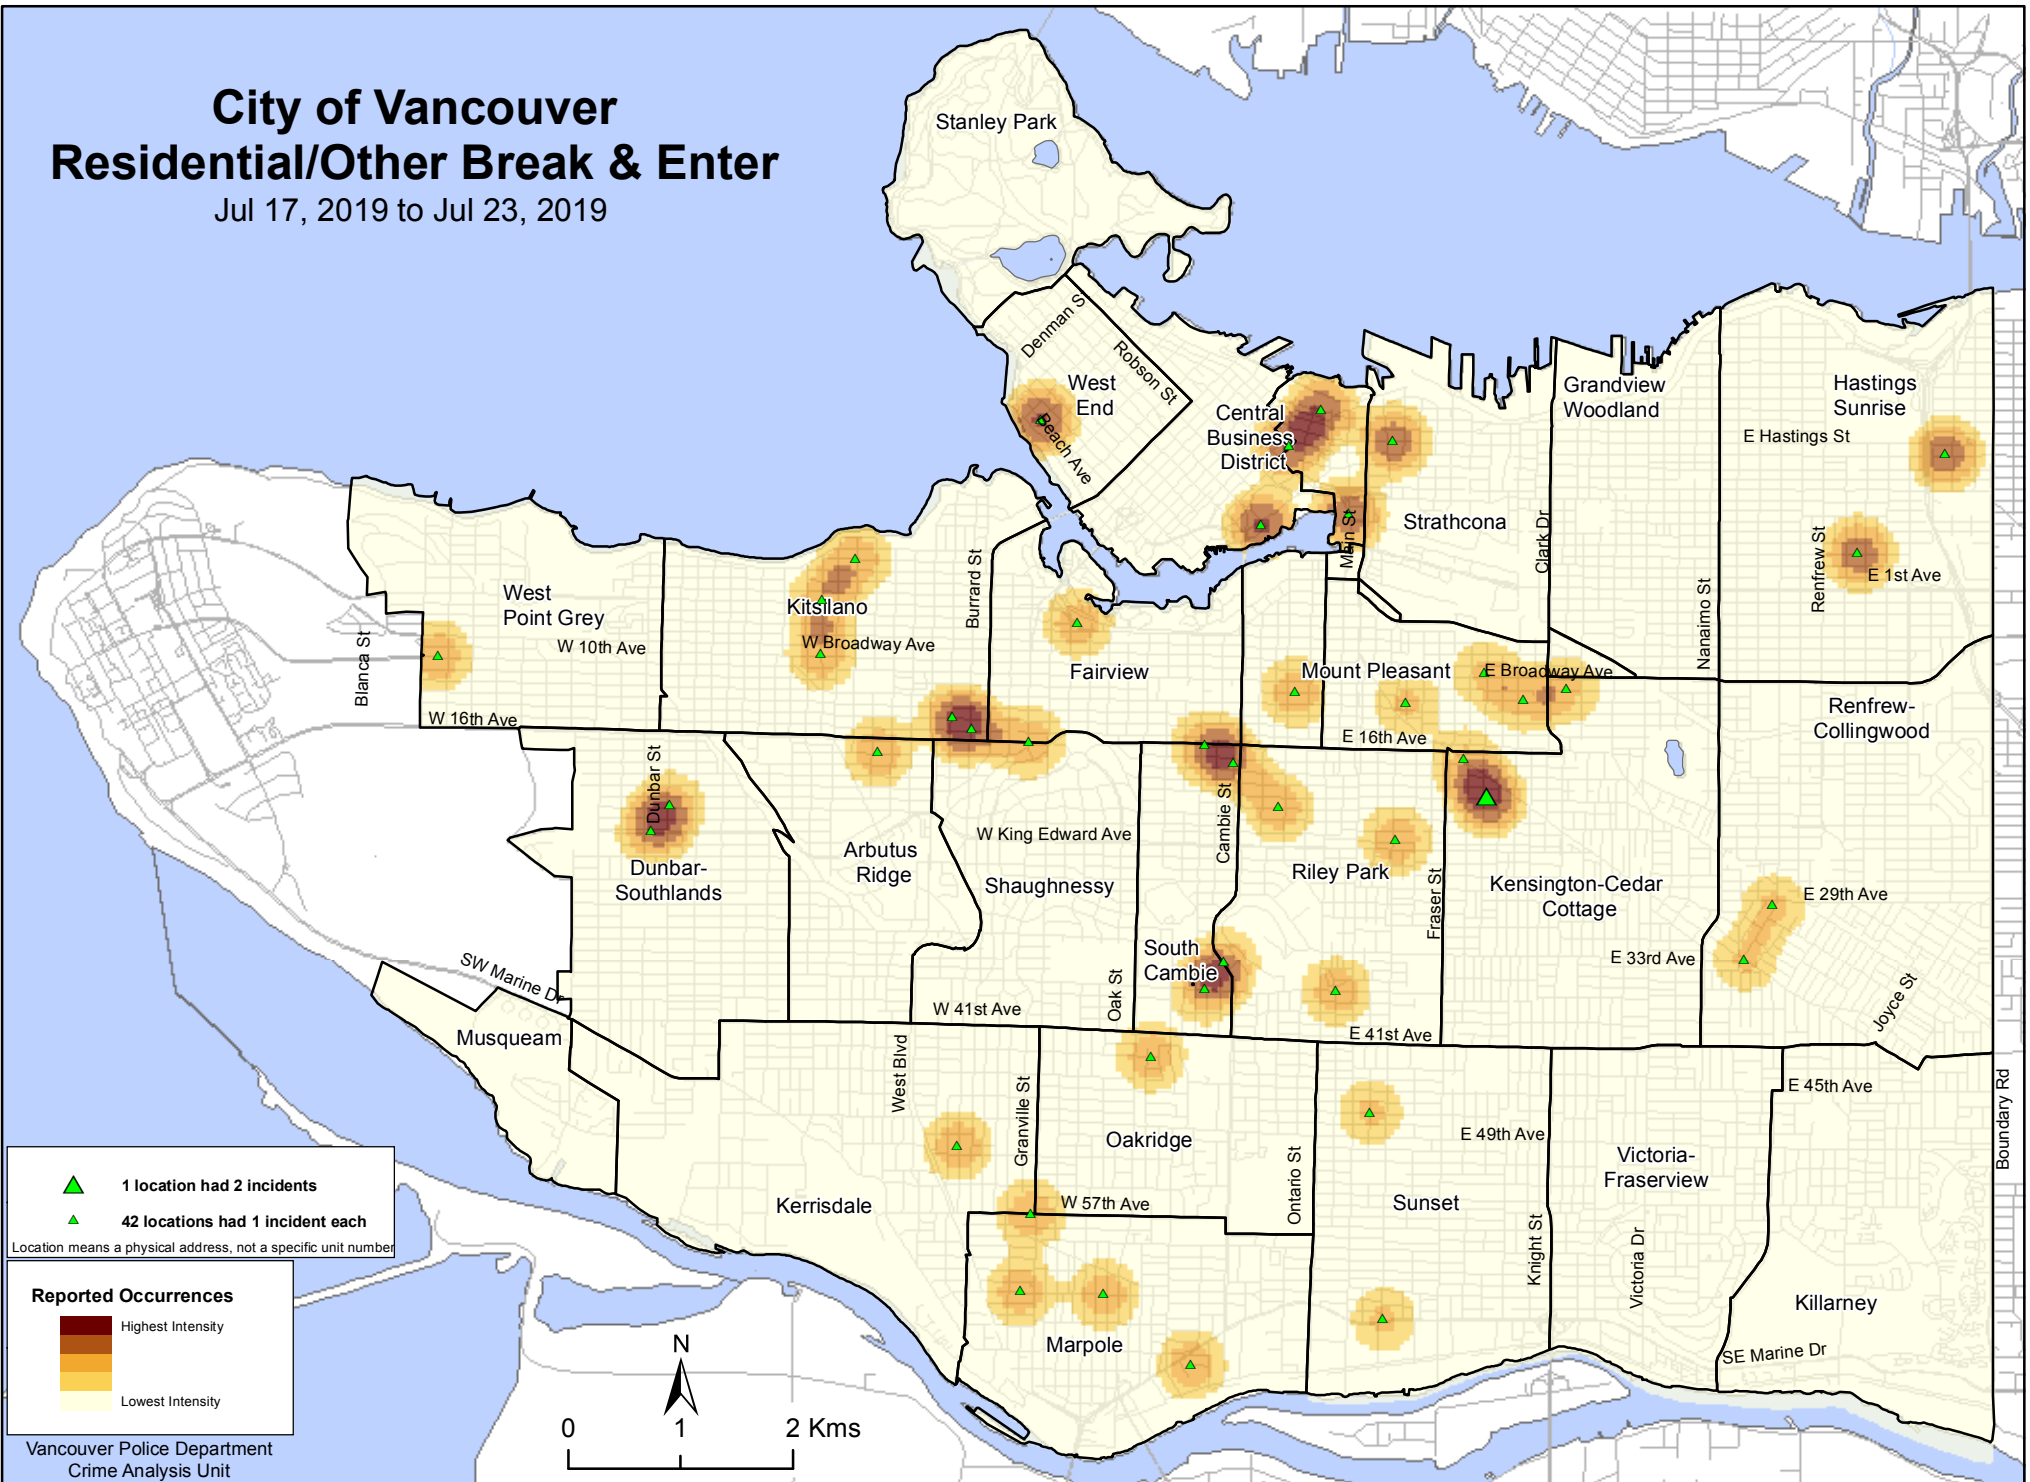 City of Vancouver
Residential/Other Break & Enter
Jul 17, 2019 to Jul 23, 2019
Stanley Park
Denman S
Robson St
West
End
Beach Ave
Central
Business
District
Grandview
Woodland
Hastings
Sunrise
E Hastings St
Strathcona
Main St
Clark Dr
Nanaimo St
Renfrew St
E 1st Ave
West
Point Grey
Blanca St
W 10th Ave
W 16th Ave
Kitsilano
W Broadway Ave
Burrard St
Fairview
Mount Pleasant
E Broadway Ave
E 16th Ave
Renfrew-
Collingwood
Dunbar St
Dunbar-
Southlands
Arbutus
Ridge
W King Edward Ave
Shaughnessy
Cambie St
Riley Park
Fraser St
Kensington-Cedar
Cottage
E 29th Ave
E 33rd Ave
Joyce St
South
Cambie
Oak St
SW Marine Dr
W 41st Ave
E 41st Ave
Musqueam
West Blvd
Granville St
Oakridge
Ontario St
E 49th Ave
E 45th Ave
Boundary Rd
Victoria-
Fraserview
Kerrisdale
W 57th Ave
Sunset
Knight St
Victoria Dr
Killarney
Marpole
SE Marine Dr
1 location had 2 incidents
42 locations had 1 incident each
Location means a physical address, not a specific unit number
Reported Occurrences
Highest Intensity
Lowest Intensity
Vancouver Police Department
Crime Analysis Unit
N
0 1 2 Kms